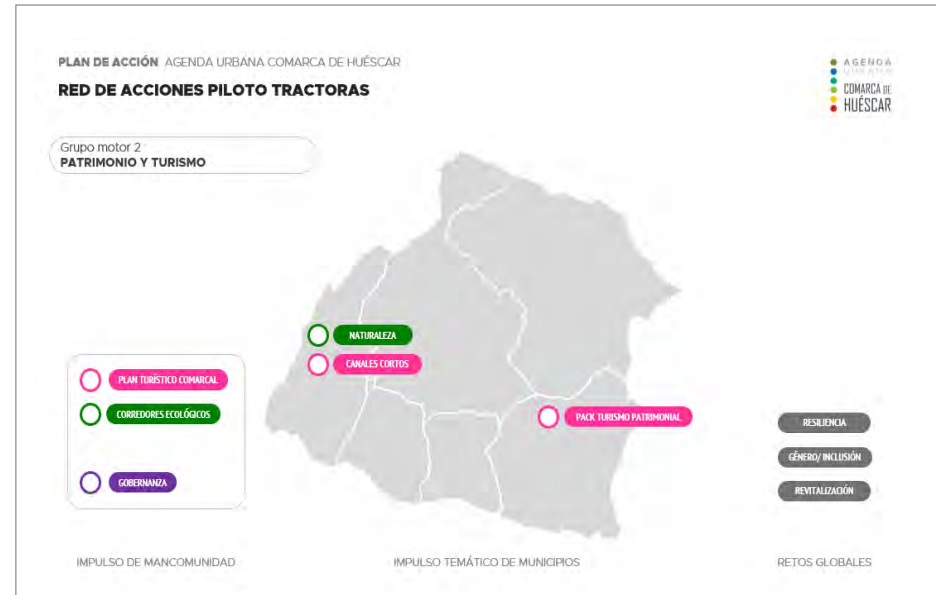 PLAN DE ACCIÓN AGENDA URBANA COMARCA DE HUÉSCAR
RED DE ACCIONES PILOTO TRACTORAS
AGENDA
URBANA
COMARCA DE
HUÉSCAR
Grupo motor 2
PATRIMONIO Y TURISMO
NATURALEZA
CANALES CORTOS
PLAN TURÍSTICO COMARCAL
CORREDORES ECOLÓGICOS
GOBERNANZA
PACK TURISMO PATRIMONIAL
RESILIENCIA
GÉNERO/ INCLUSIÓN
REVITALIZACIÓN
IMPULSO DE MANCOMUNIDAD
IMPULSO TEMÁTICO DE MUNICIPIOS
RETOS GLOBALES